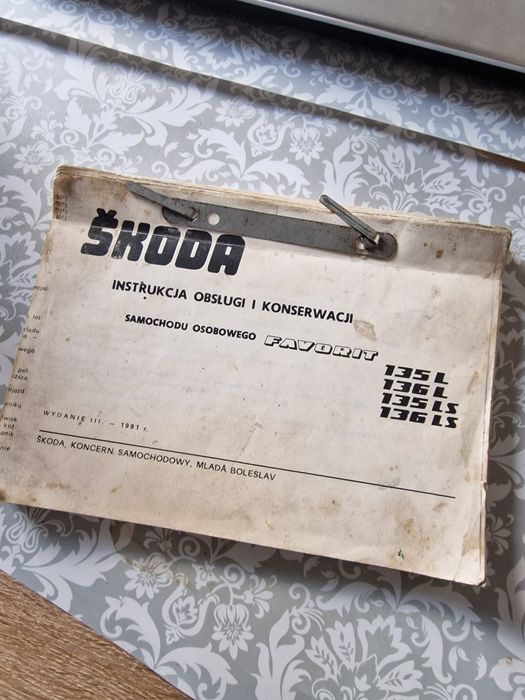 ŠKODA
INSTRUKCJA OBSŁUGI I KONSERWACJI
SAMOCHODU OSOBOWEGO FAVORIT
135 L
136 L
135 LS
136 LS
WYDANIE III. – 1991 r.
ŠKODA, KONCERN SAMOCHODOWY, MLADÁ BOLESLAV